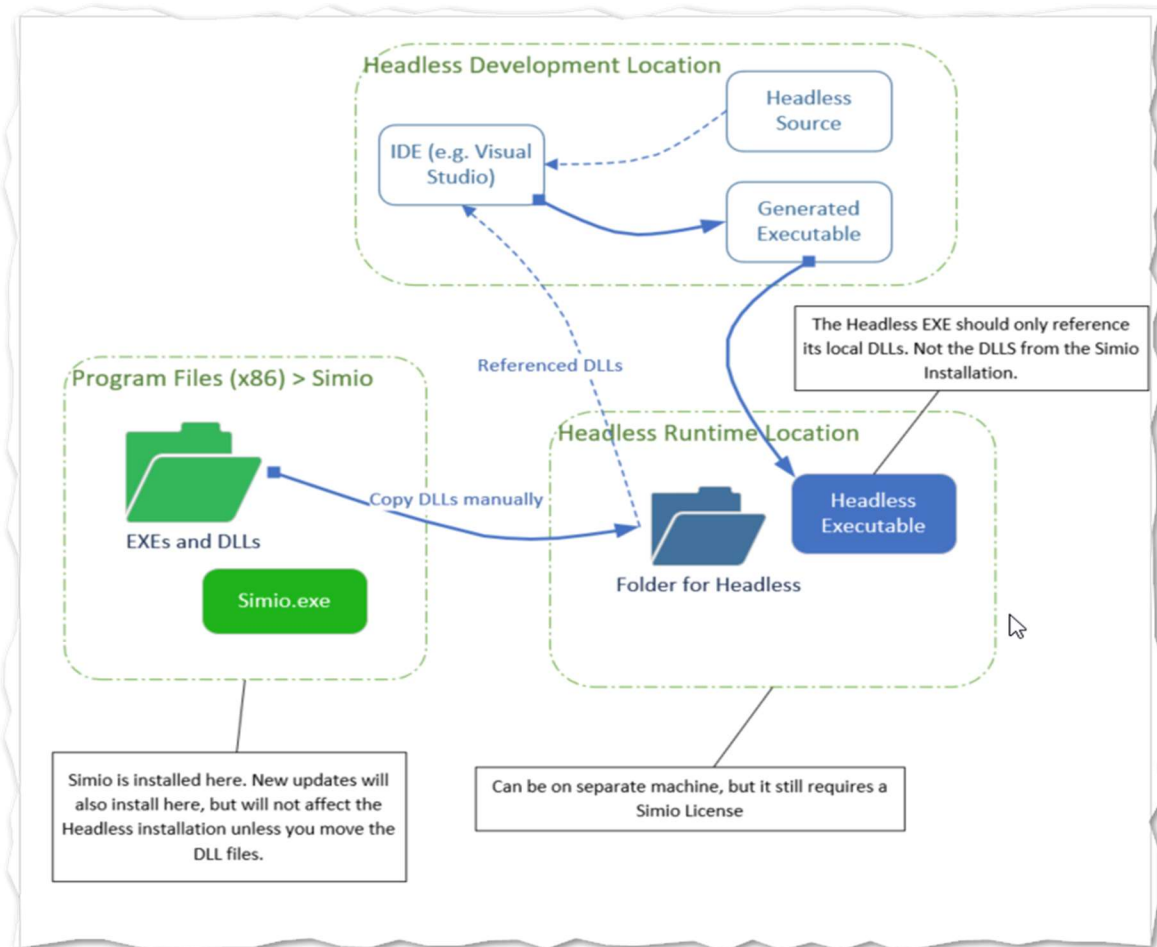 Headless Development Location
Headless
Source
IDE (e.g. Visual
Studio)
Generated
Executable
The Headless EXE should only reference
its local DLLs. Not the DLLS from the Simio
Installation.
Referenced DLLs
Program Files (x86) > Simio
Headless Runtime Location
Copy DLLs manually
Headless
Executable
EXEs and DLLs
Folder for Headless
Simio.exe
Simio is installed here. New updates will
also install here, but will not affect the
Headless installation unless you move the
DLL files.
Can be on separate machine, but it still requires a
Simio License